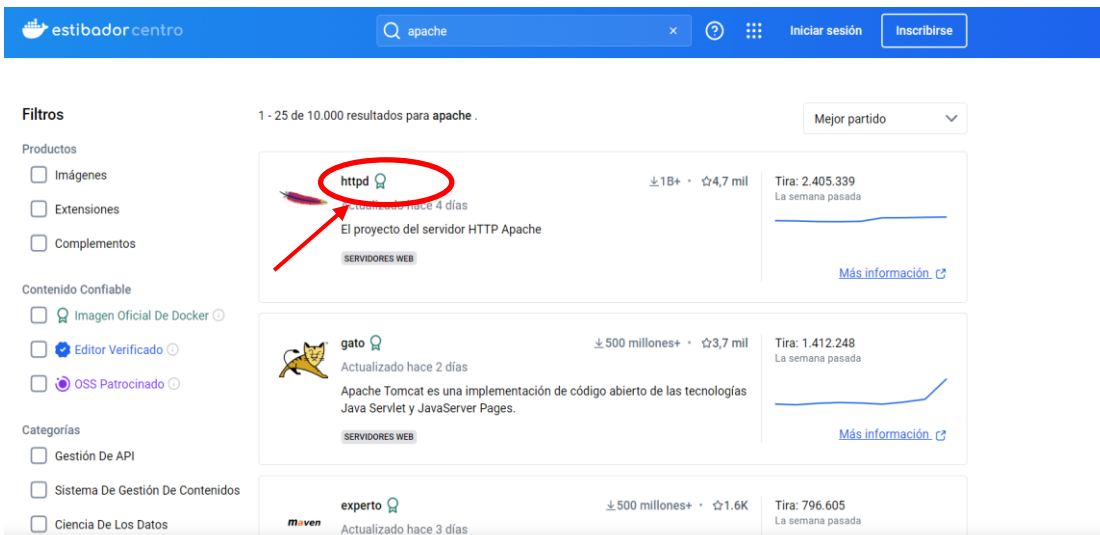 estibador centro
apache
×
?
Iniciar sesión
Inscribirse
Filtros
1 - 25 de 10.000 resultados para apache .
Mejor partido
Productos
Imágenes
Extensiones
Complementos
Contenido Confiable
Imagen Oficial De Docker
Editor Verificado
OSS Patrocinado
Categorías
Gestión De API
Sistema De Gestión De Contenidos
Ciencia De Los Datos
httpd
1B+ · 4,7 mil
Actualizado hace 4 días
El proyecto del servidor HTTP Apache
SERVIDORES WEB
Tira: 2.405.339
La semana pasada
Más información
gato
500 millones+ · 3,7 mil
Actualizado hace 2 días
Apache Tomcat es una implementación de código abierto de las tecnologías
Java Servlet y JavaServer Pages.
SERVIDORES WEB
Tira: 1.412.248
La semana pasada
Más información
maven
experto
500 millones+ · 1.6K
Actualizado hace 3 días
Tira: 796.605
La semana pasada